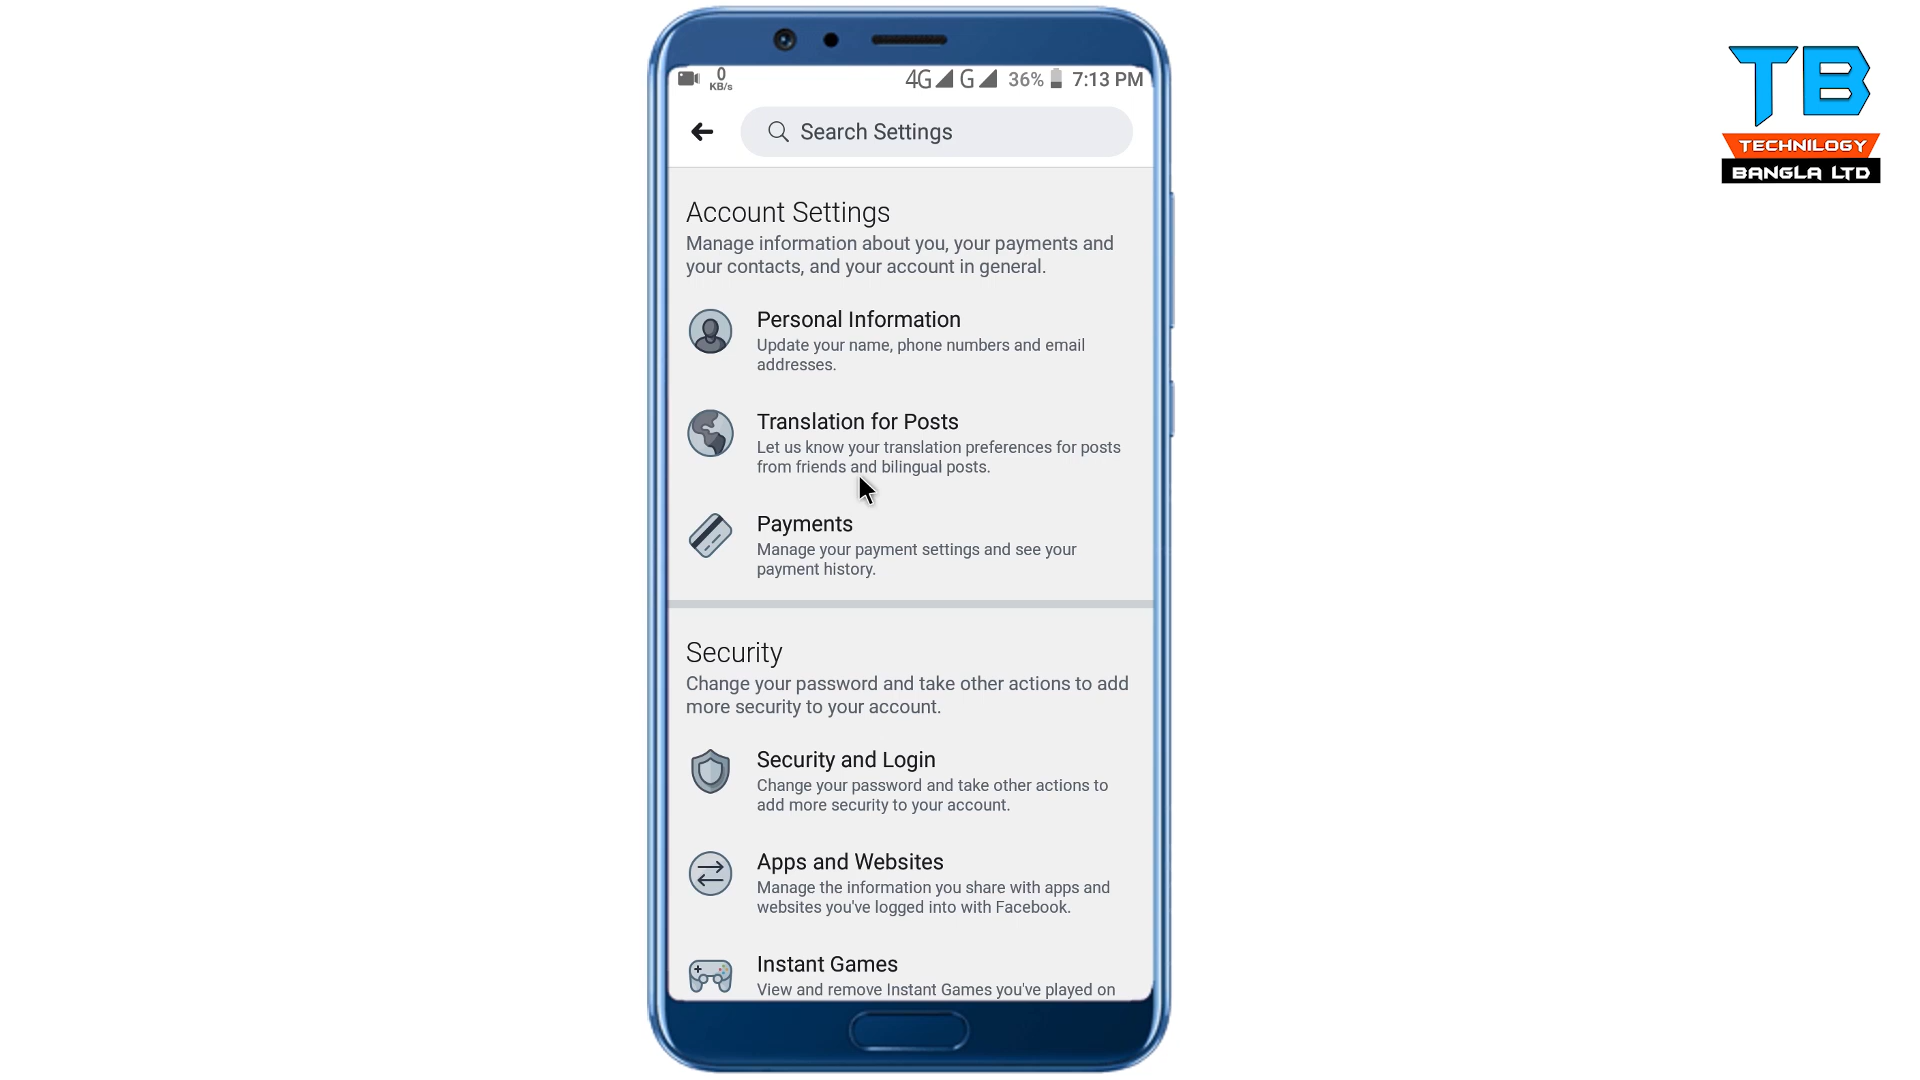 0
KB/s
4G G 36% 7:13 PM
Search Settings
Account Settings
Manage information about you, your payments and
your contacts, and your account in general.
Personal Information
Update your name, phone numbers and email
addresses.
Translation for Posts
Let us know your translation preferences for posts
from friends and bilingual posts.
Payments
Manage your payment settings and see your
payment history.
Security
Change your password and take other actions to add
more security to your account.
Security and Login
Change your password and take other actions to
add more security to your account.
Apps and Websites
Manage the information you share with apps and
websites you've logged into with Facebook.
Instant Games
View and remove Instant Games you've played on
TB
TECHNILOGY
BANGLA LTD